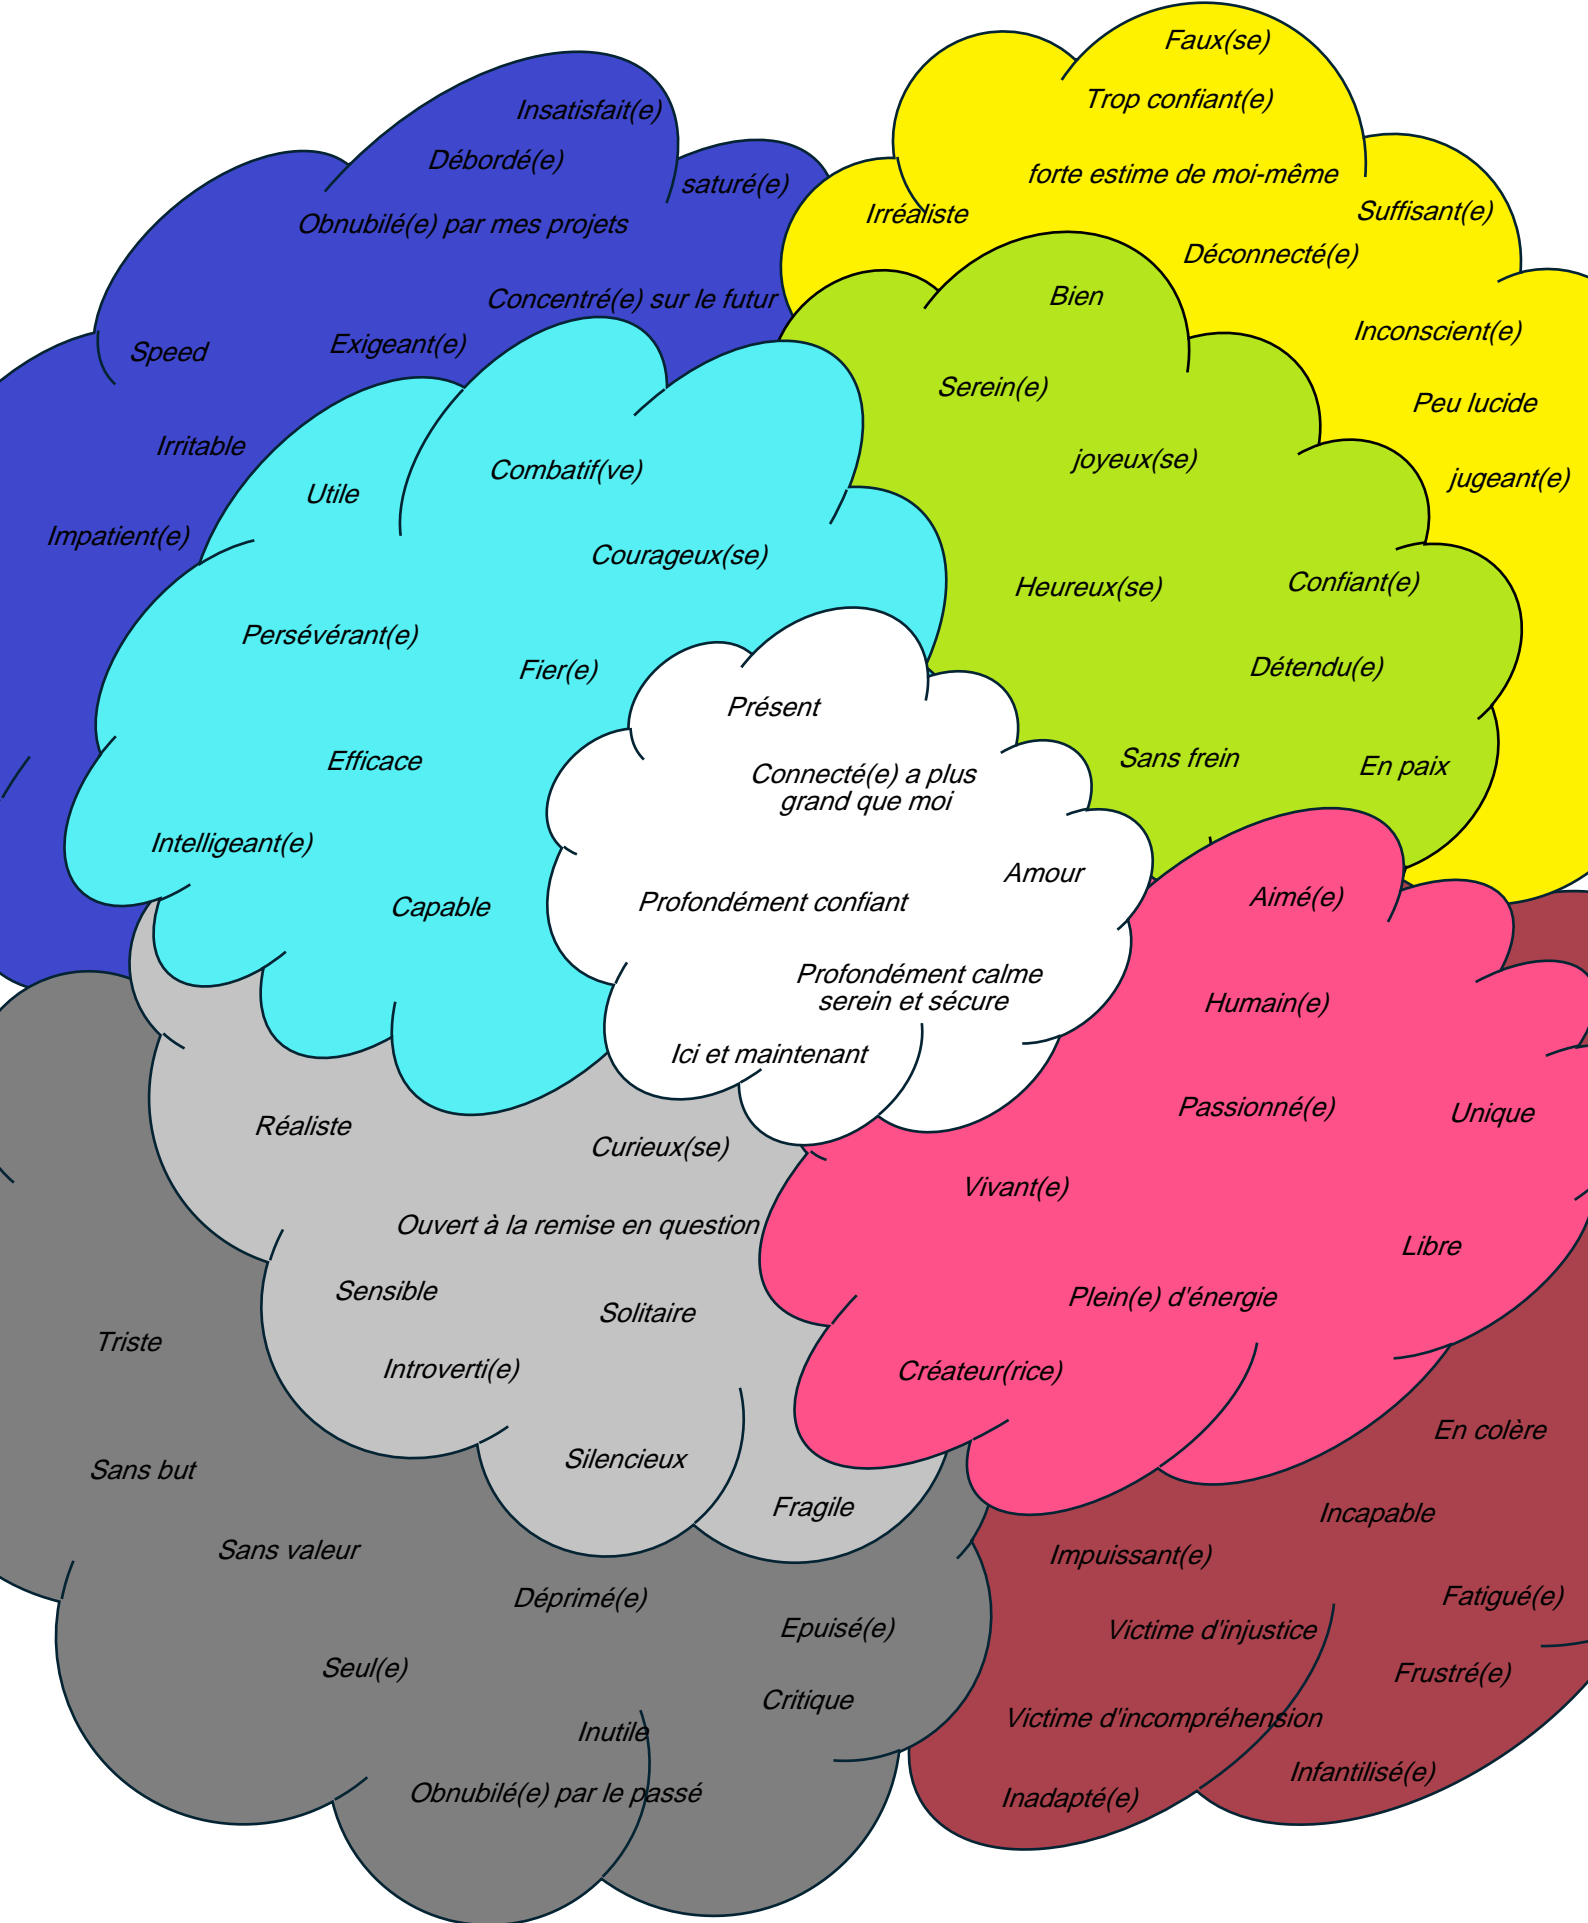 Insatisfait(e)
Débordé(e)
saturé(e)
Obnubilé(e) par mes projets
Concentré(e) sur le futur
Speed
Exigeant(e)
Irritable
Impatient(e)
Faux(se)
Trop confiant(e)
forte estime de moi-même
Irréaliste
Suffisant(e)
Déconnecté(e)
Inconscient(e)
Peu lucide
jugeant(e)
Bien
Serein(e)
joyeux(se)
Heureux(se)
Confiant(e)
Détendu(e)
Sans frein
En paix
Utile
Combatif(ve)
Courageux(se)
Persévérant(e)
Fier(e)
Efficace
Intelligeant(e)
Capable
Présent
Connecté(e) a plus
grand que moi
Amour
Profondément confiant
Profondément calme
serein et sécure
Ici et maintenant
Aimé(e)
Humain(e)
Passionné(e)
Unique
Vivant(e)
Libre
Plein(e) d'énergie
Créateur(rice)
Réaliste
Curieux(se)
Ouvert à la remise en question
Sensible
Solitaire
Introverti(e)
Silencieux
Fragile
Triste
Sans but
Sans valeur
Déprimé(e)
Epuisé(e)
Seul(e)
Critique
Inutile
Obnubilé(e) par le passé
En colère
Incapable
Impuissant(e)
Fatigué(e)
Victime d'injustice
Frustré(e)
Victime d'incompréhension
Infantilisé(e)
Inadapté(e)